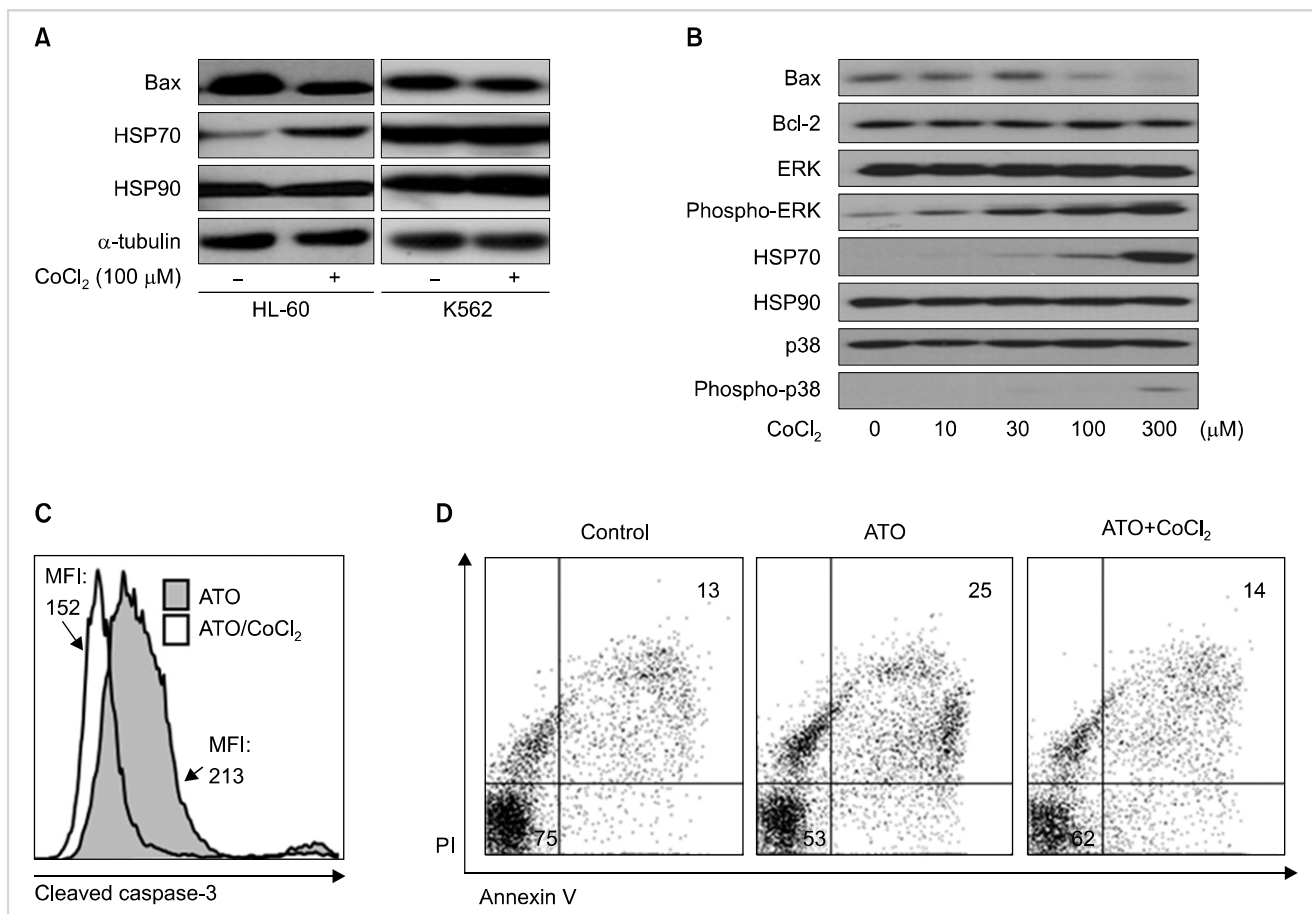 A
Bax
HSP70
HSP90
α-tubulin
CoCl₂ (100 μM) − + − +
HL-60 K562
B
Bax
Bcl-2
ERK
Phospho-ERK
HSP70
HSP90
p38
Phospho-p38
CoCl₂ 0 10 30 100 300 (μM)
C
MFI:
152
ATO
ATO/CoCl₂
MFI:
213
Cleaved caspase-3
D
Control ATO ATO+CoCl₂
13 25 14
75 53 62
PI
Annexin V